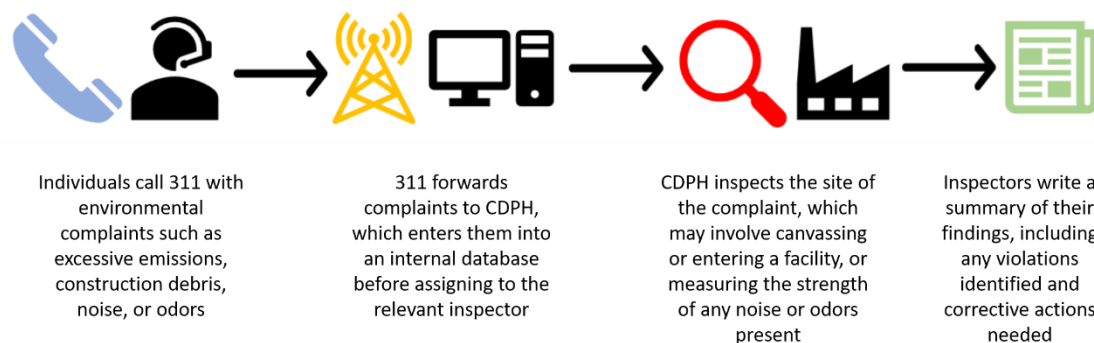 Individuals call 311 with
environmental
complaints such as
excessive emissions,
construction debris,
noise, or odors
311 forwards
complaints to CDPH,
which enters them into
an internal database
before assigning to the
relevant inspector
CDPH inspects the site of
the complaint, which
may involve canvassing
or entering a facility, or
measuring the strength
of any noise or odors
present
Inspectors write a
summary of their
findings, including
any violations
identified and
corrective actions
needed